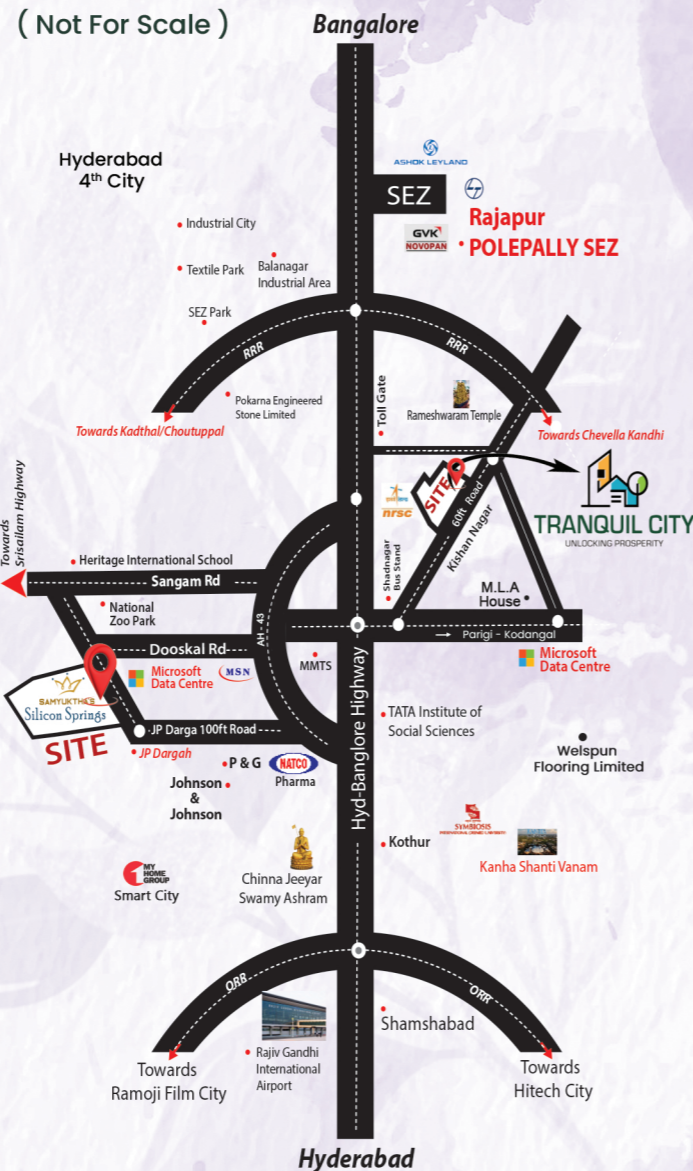 ( Not For Scale )
Bangalore
Hyderabad
4th City
ASHOK LEYLAND
SEZ
Rajapur
GVK
NOVOPAN
POLEPALLY SEZ
Industrial City
Textile Park
Balanagar
Industrial Area
SEZ Park
RRR
RRR
Pokarna Engineered
Stone Limited
Toll Gate
Rameshwaram Temple
Towards Kadthal/Choutuppal
Towards Chevella Kandhi
nrsc
SITE
60ft Road
Kishan Nagar
TRANQUIL CITY
UNLOCKING PROSPERITY
Towards
Srisailam Highway
Heritage International School
Sangam Rd
Shadnagar
Bus Stand
M.L.A
House
National
Zoo Park
AH - 43
Dooskal Rd
Parigi - Kodangal
MMTS
Microsoft
Data Centre
MSN
Microsoft
Data Centre
SAMYUKTHA'S
Silicon Springs
SITE
JP Darga 100ft Road
JP Dargah
Hyd-Banglore Highway
TATA Institute of
Social Sciences
Welspun
Flooring Limited
P & G
NATCO
Pharma
Johnson
&
Johnson
SYMBIOSIS
Kothur
Kanha Shanti Vanam
MY
HOME
GROUP
Smart City
Chinna Jeeyar
Swamy Ashram
ORR
ORR
Shamshabad
Rajiv Gandhi
International
Airport
Towards
Ramoji Film City
Towards
Hitech City
Hyderabad